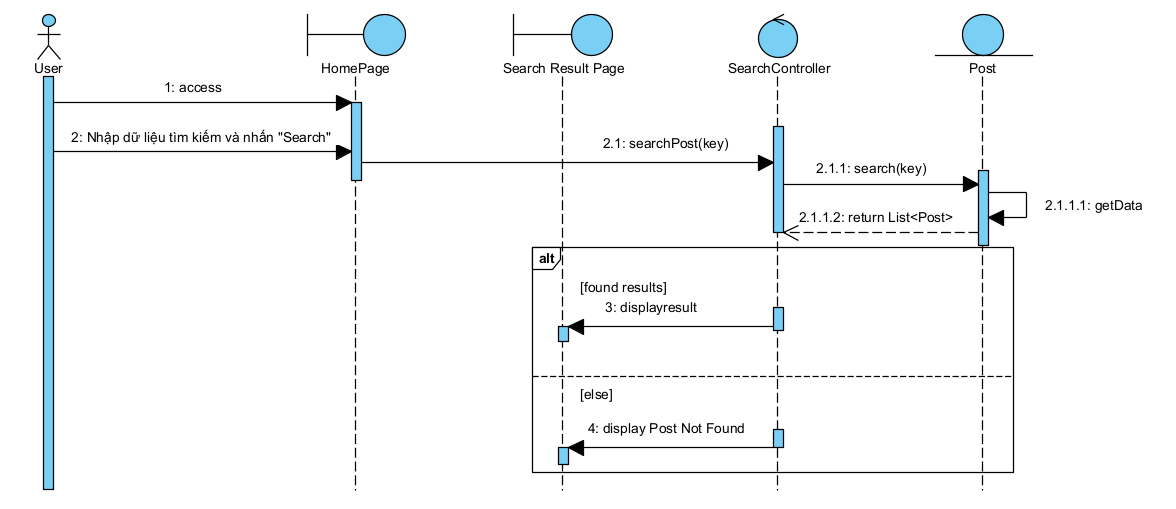 User
HomePage
Search Result Page
SearchController
Post
1: access
2: Nhập dữ liệu tìm kiếm và nhấn "Search"
2.1: searchPost(key)
2.1.1: search(key)
2.1.1.1: getData
2.1.1.2: return List<Post>
alt
[found results]
3: displayresult
[else]
4: display Post Not Found